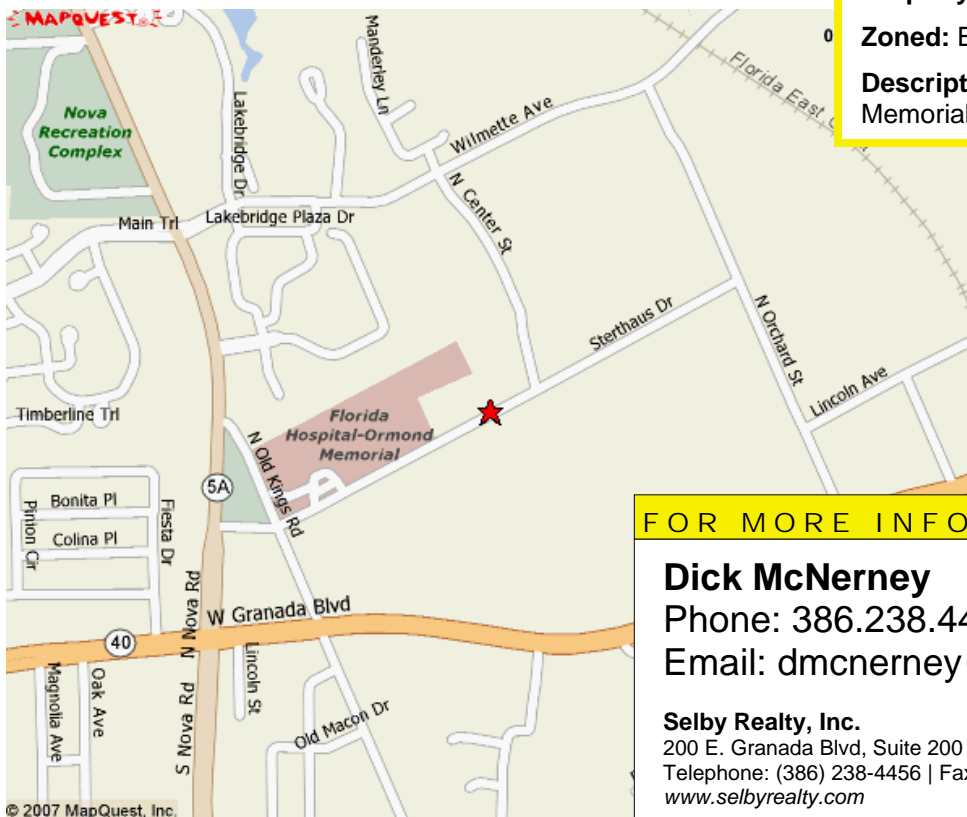 MAPQUEST
Zoned:
Memorial
Manderley Ln
Florida East
Nova
Recreation
Complex
Lakebridge Dr
Wilmette Ave
N Center St
Main Trl
Lakebridge Plaza Dr
Sterthaus Dr
N Orchard St
Lincoln Ave
Timberline Trl
Florida
Hospital-Ormond
Memorial
N Old Kings Rd
5A
Bonita Pl
Pinion Cir
Colina Pl
Fiesta Dr
N Nova Rd
W Granada Blvd
40
Magnolia Ave
Oak Ave
S Nova Rd
Lincoln St
Old Macon Dr
© 2007 MapQuest, Inc.
FOR MORE INFO
Dick McNerney
Phone: 386.238.44
Email: dmcnerney
Selby Realty, Inc.
200 E. Granada Blvd, Suite 200
Telephone: (386) 238-4456 | Fax
www.selbyrealty.com